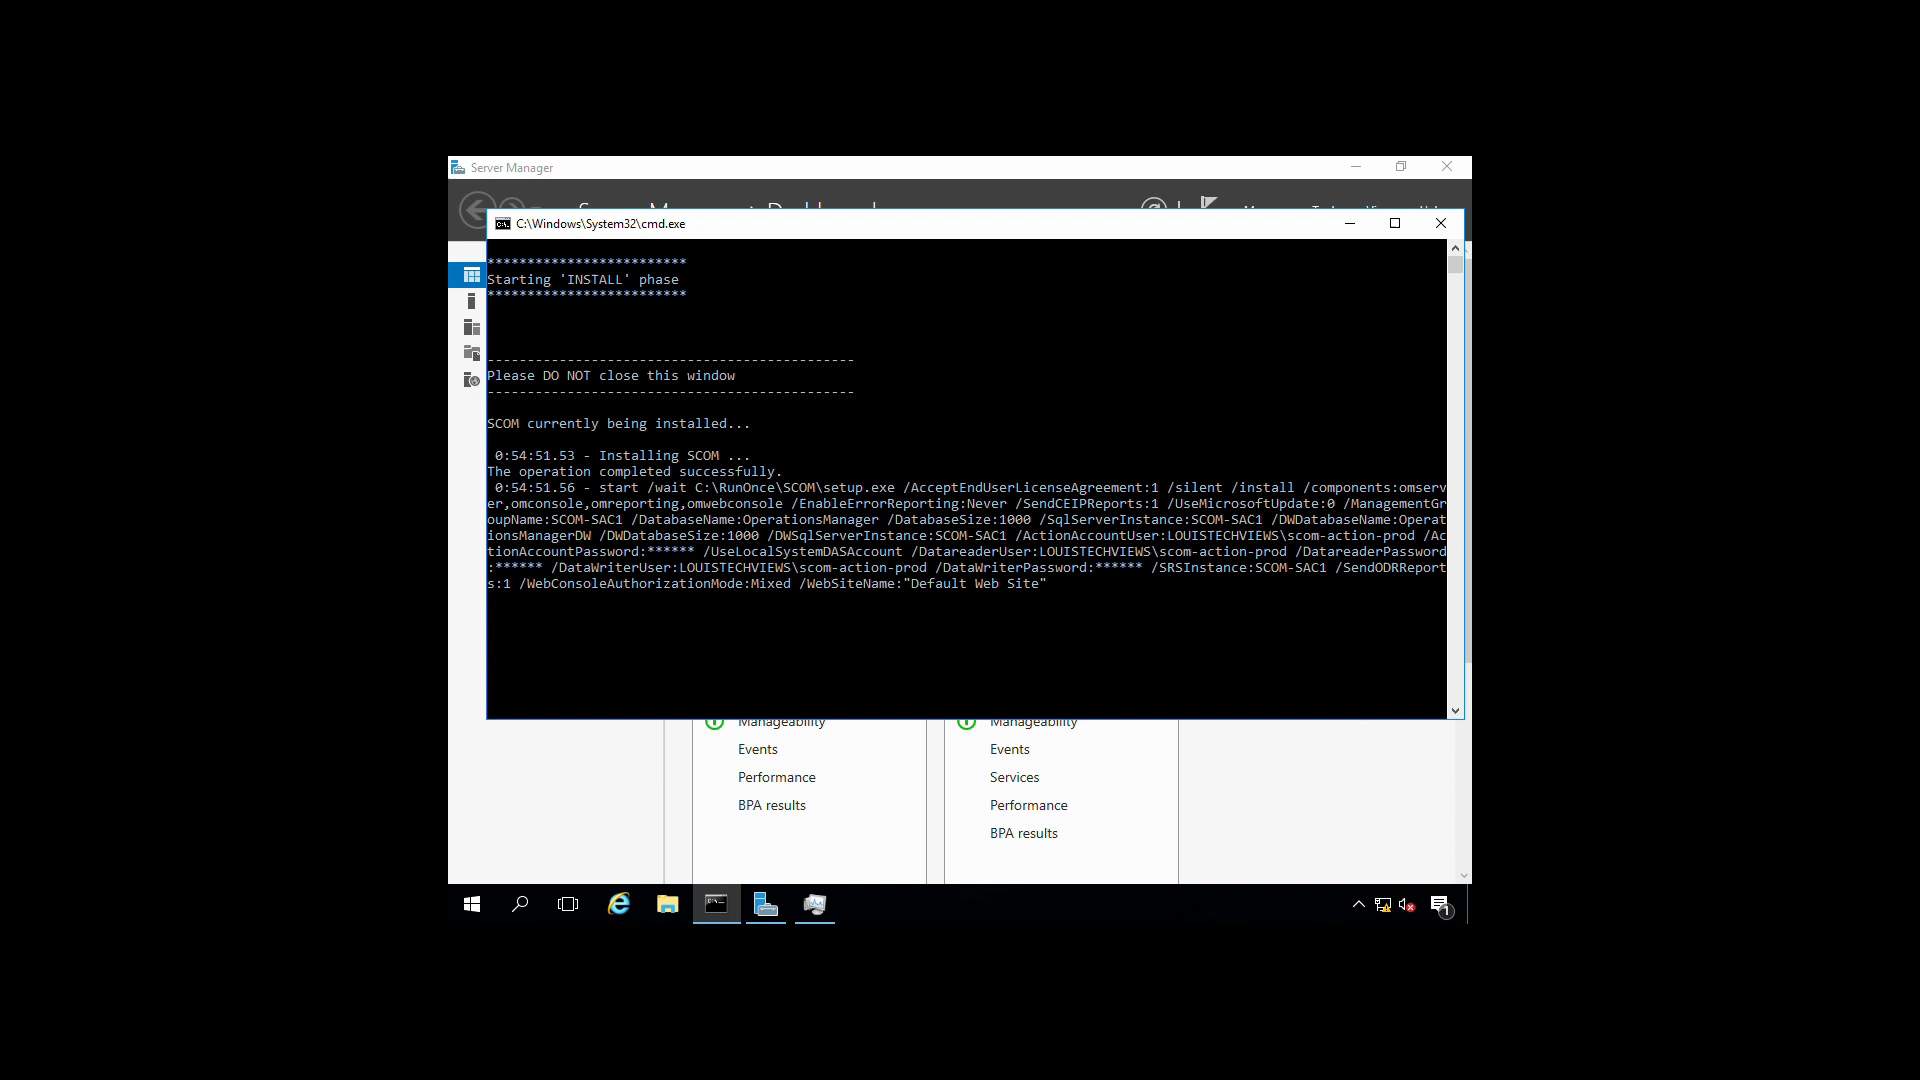 Server Manager
C:\Windows\System32\cmd.exe
*************************
Starting 'INSTALL' phase
*************************
----------------------------------------------
Please DO NOT close this window
----------------------------------------------
SCOM currently being installed...
0:54:51.53 - Installing SCOM ...
The operation completed successfully.
0:54:51.56 - start /wait C:\RunOnce\SCOM\setup.exe /AcceptEndUserLicenseAgreement:1 /silent /install /components:omserv
er,omconsole,omreporting,omwebconsole /EnableErrorReporting:Never /SendCEIPReports:1 /UseMicrosoftUpdate:0 /ManagementGr
oupName:SCOM-SAC1 /DatabaseName:OperationsManager /DatabaseSize:1000 /SqlServerInstance:SCOM-SAC1 /DWDatabaseName:Operat
ionsManagerDW /DWDatabaseSize:1000 /DWSqlServerInstance:SCOM-SAC1 /ActionAccountUser:LOUISTECHVIEWS\scom-action-prod /Ac
tionAccountPassword:****** /UseLocalSystemDASAccount /DatareaderUser:LOUISTECHVIEWS\scom-action-prod /DatareaderPassword
:****** /DataWriterUser:LOUISTECHVIEWS\scom-action-prod /DataWriterPassword:****** /SRSInstance:SCOM-SAC1 /SendODRReport
s:1 /WebConsoleAuthorizationMode:Mixed /WebSiteName:"Default Web Site"
Manageability Manageability
Events Events
Performance Services
BPA results Performance
BPA results
1